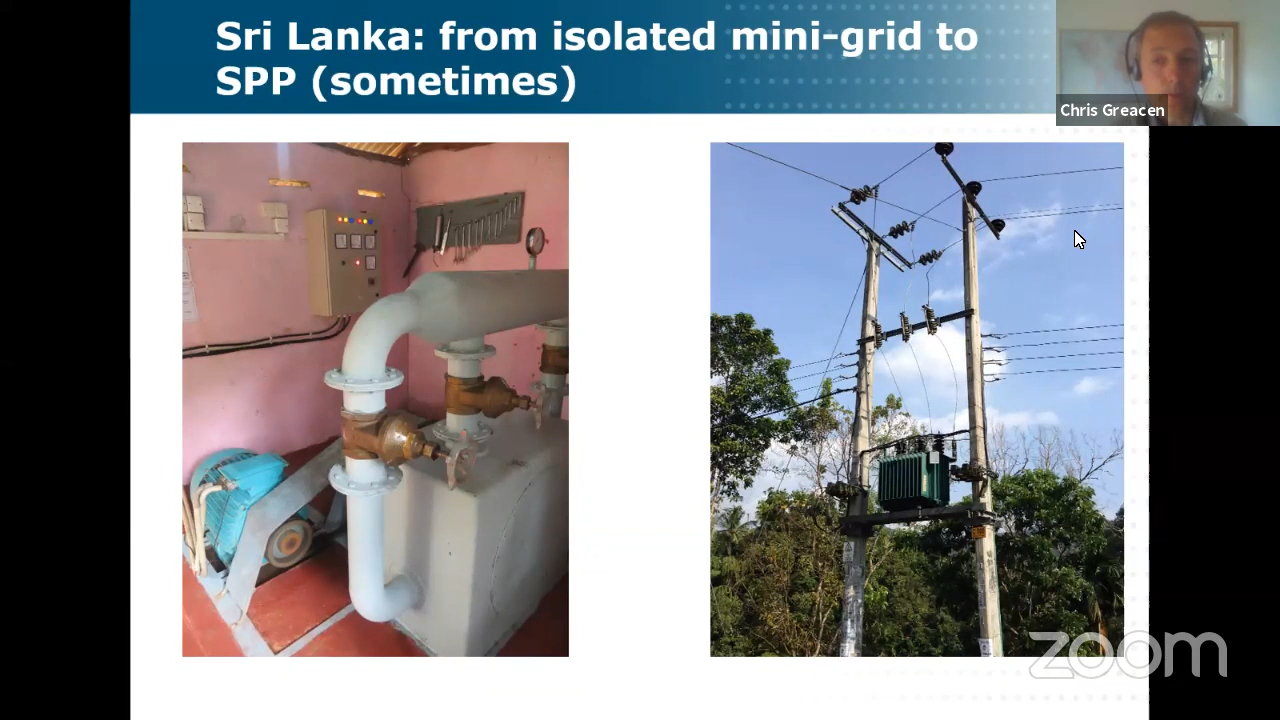 Sri Lanka: from isolated mini-grid to
SPP (sometimes)
Chris Greacen
zoom